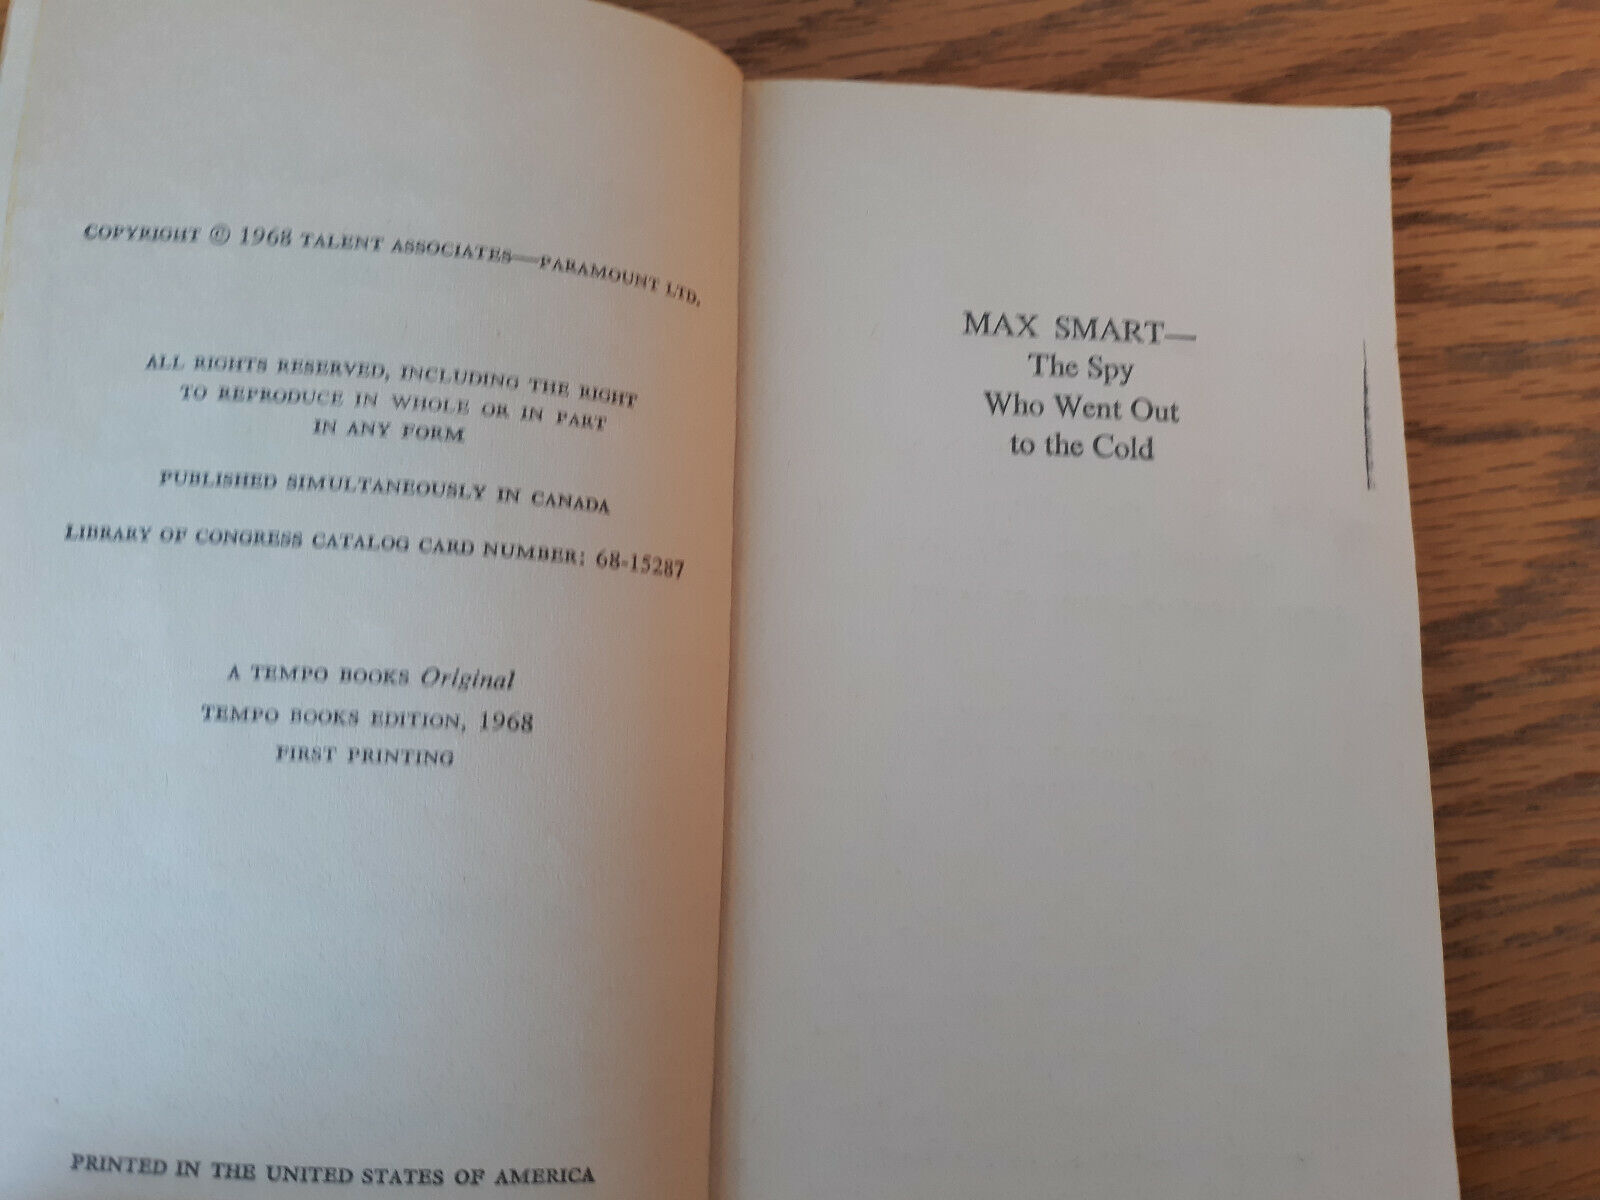 COPYRIGHT © 1968 TALENT ASSOCIATES—PARAMOUNT LTD.
ALL RIGHTS RESERVED, INCLUDING THE RIGHT
TO REPRODUCE IN WHOLE OR IN PART
IN ANY FORM
PUBLISHED SIMULTANEOUSLY IN CANADA
LIBRARY OF CONGRESS CATALOG CARD NUMBER: 68-15287
A TEMPO BOOKS Original
TEMPO BOOKS EDITION, 1968
FIRST PRINTING
PRINTED IN THE UNITED STATES OF AMERICA
MAX SMART—
The Spy
Who Went Out
to the Cold